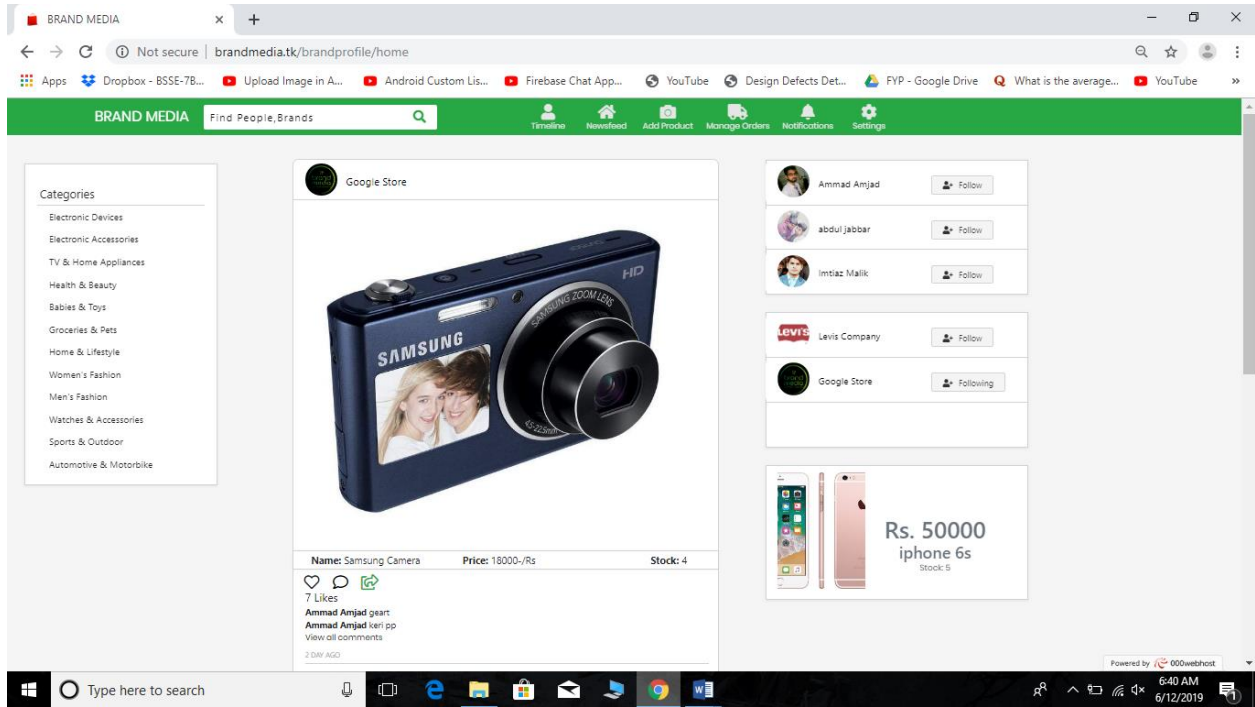 BRAND MEDIA
Not secure | brandmedia.tk/brandprofile/home
Apps Dropbox - BSSE-7B... Upload Image in A... Android Custom Lis... Firebase Chat App... YouTube Design Defects Det... FYP - Google Drive Q What is the average... YouTube »
BRAND MEDIA Find People,Brands Timeline Newsfeed Add Product Manage Orders Notifications Settings
Categories
Electronic Devices
Electronic Accessories
TV & Home Appliances
Health & Beauty
Babies & Toys
Groceries & Pets
Home & Lifestyle
Women's Fashion
Men's Fashion
Watches & Accessories
Sports & Outdoor
Automotive & Motorbike
Google Store
HD
SAMSUNG ZOOM LENS
SAMSUNG
4.5-22.5mm
Name: Samsung Camera Price: 18000-/Rs Stock: 4
7 Likes
Ammad Amjad geart
Ammad Amjad keri pp
View all comments
2 DAY AGO
Ammad Amjad Follow
abdul jabbar Follow
Imtiaz Malik Follow
LEVI'S Levis Company Follow
brand media Google Store Following
Rs. 50000
iphone 6s
Stock: 5
Powered by 000webhost
Type here to search
6:40 AM
6/12/2019
1